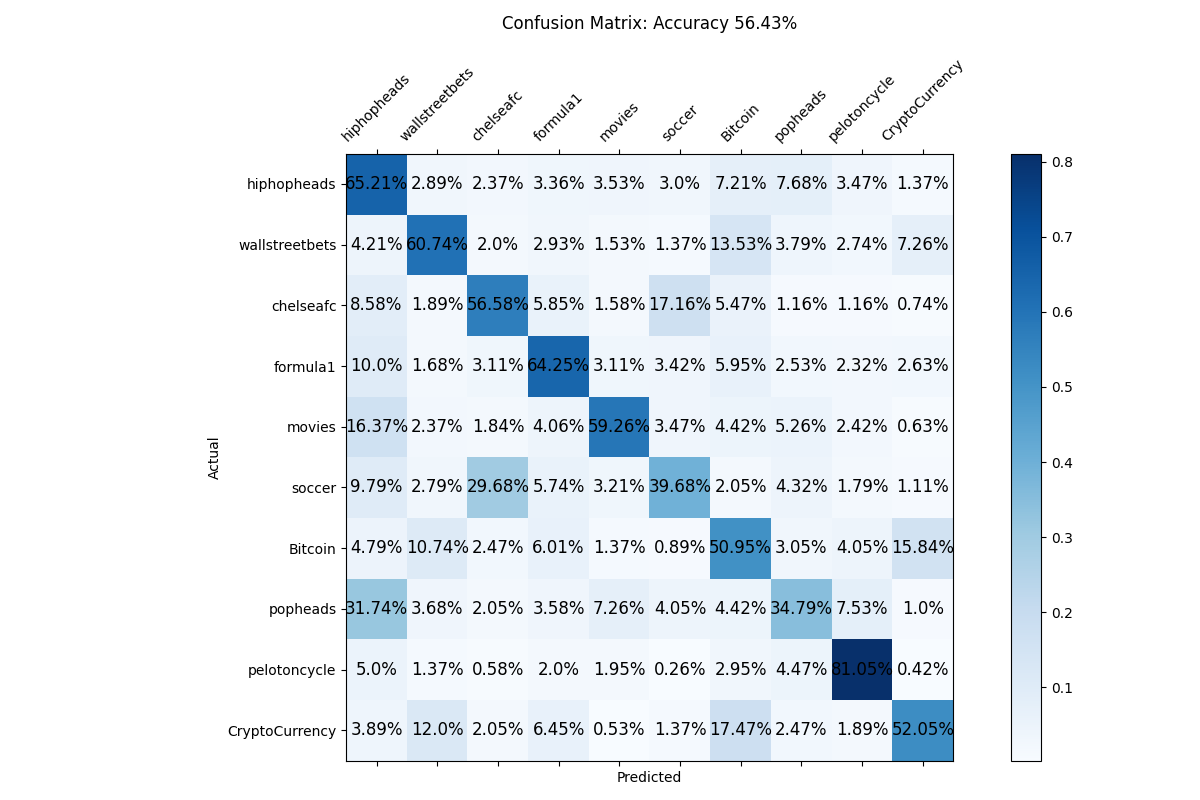 Confusion Matrix: Accuracy 56.43%
hiphopheads wallstreetbets chelseafc formula1 movies soccer Bitcoin popheads pelotoncycle CryptoCurrency
hiphopheads 65.21% 2.89% 2.37% 3.36% 3.53% 3.0% 7.21% 7.68% 3.47% 1.37%
wallstreetbets 4.21% 60.74% 2.0% 2.93% 1.53% 1.37% 13.53% 3.79% 2.74% 7.26%
chelseafc 8.58% 1.89% 56.58% 5.85% 1.58% 17.16% 5.47% 1.16% 1.16% 0.74%
formula1 10.0% 1.68% 3.11% 64.25% 3.11% 3.42% 5.95% 2.53% 2.32% 2.63%
movies 16.37% 2.37% 1.84% 4.06% 59.26% 3.47% 4.42% 5.26% 2.42% 0.63%
soccer 9.79% 2.79% 29.68% 5.74% 3.21% 39.68% 2.05% 4.32% 1.79% 1.11%
Bitcoin 4.79% 10.74% 2.47% 6.01% 1.37% 0.89% 50.95% 3.05% 4.05% 15.84%
popheads 31.74% 3.68% 2.05% 3.58% 7.26% 4.05% 4.42% 34.79% 7.53% 1.0%
pelotoncycle 5.0% 1.37% 0.58% 2.0% 1.95% 0.26% 2.95% 4.47% 81.05% 0.42%
CryptoCurrency 3.89% 12.0% 2.05% 6.45% 0.53% 1.37% 17.47% 2.47% 1.89% 52.05%
Actual
Predicted
0.8
0.7
0.6
0.5
0.4
0.3
0.2
0.1